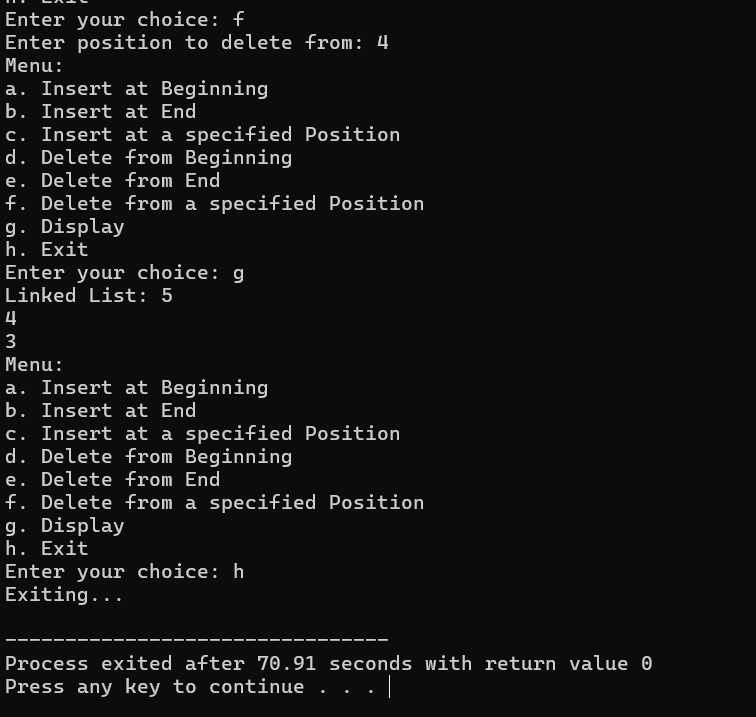 h. Exit
Enter your choice: f
Enter position to delete from: 4
Menu:
a. Insert at Beginning
b. Insert at End
c. Insert at a specified Position
d. Delete from Beginning
e. Delete from End
f. Delete from a specified Position
g. Display
h. Exit
Enter your choice: g
Linked List: 5
4
3
Menu:
a. Insert at Beginning
b. Insert at End
c. Insert at a specified Position
d. Delete from Beginning
e. Delete from End
f. Delete from a specified Position
g. Display
h. Exit
Enter your choice: h
Exiting...
--------------------------------
Process exited after 70.91 seconds with return value 0
Press any key to continue . . .